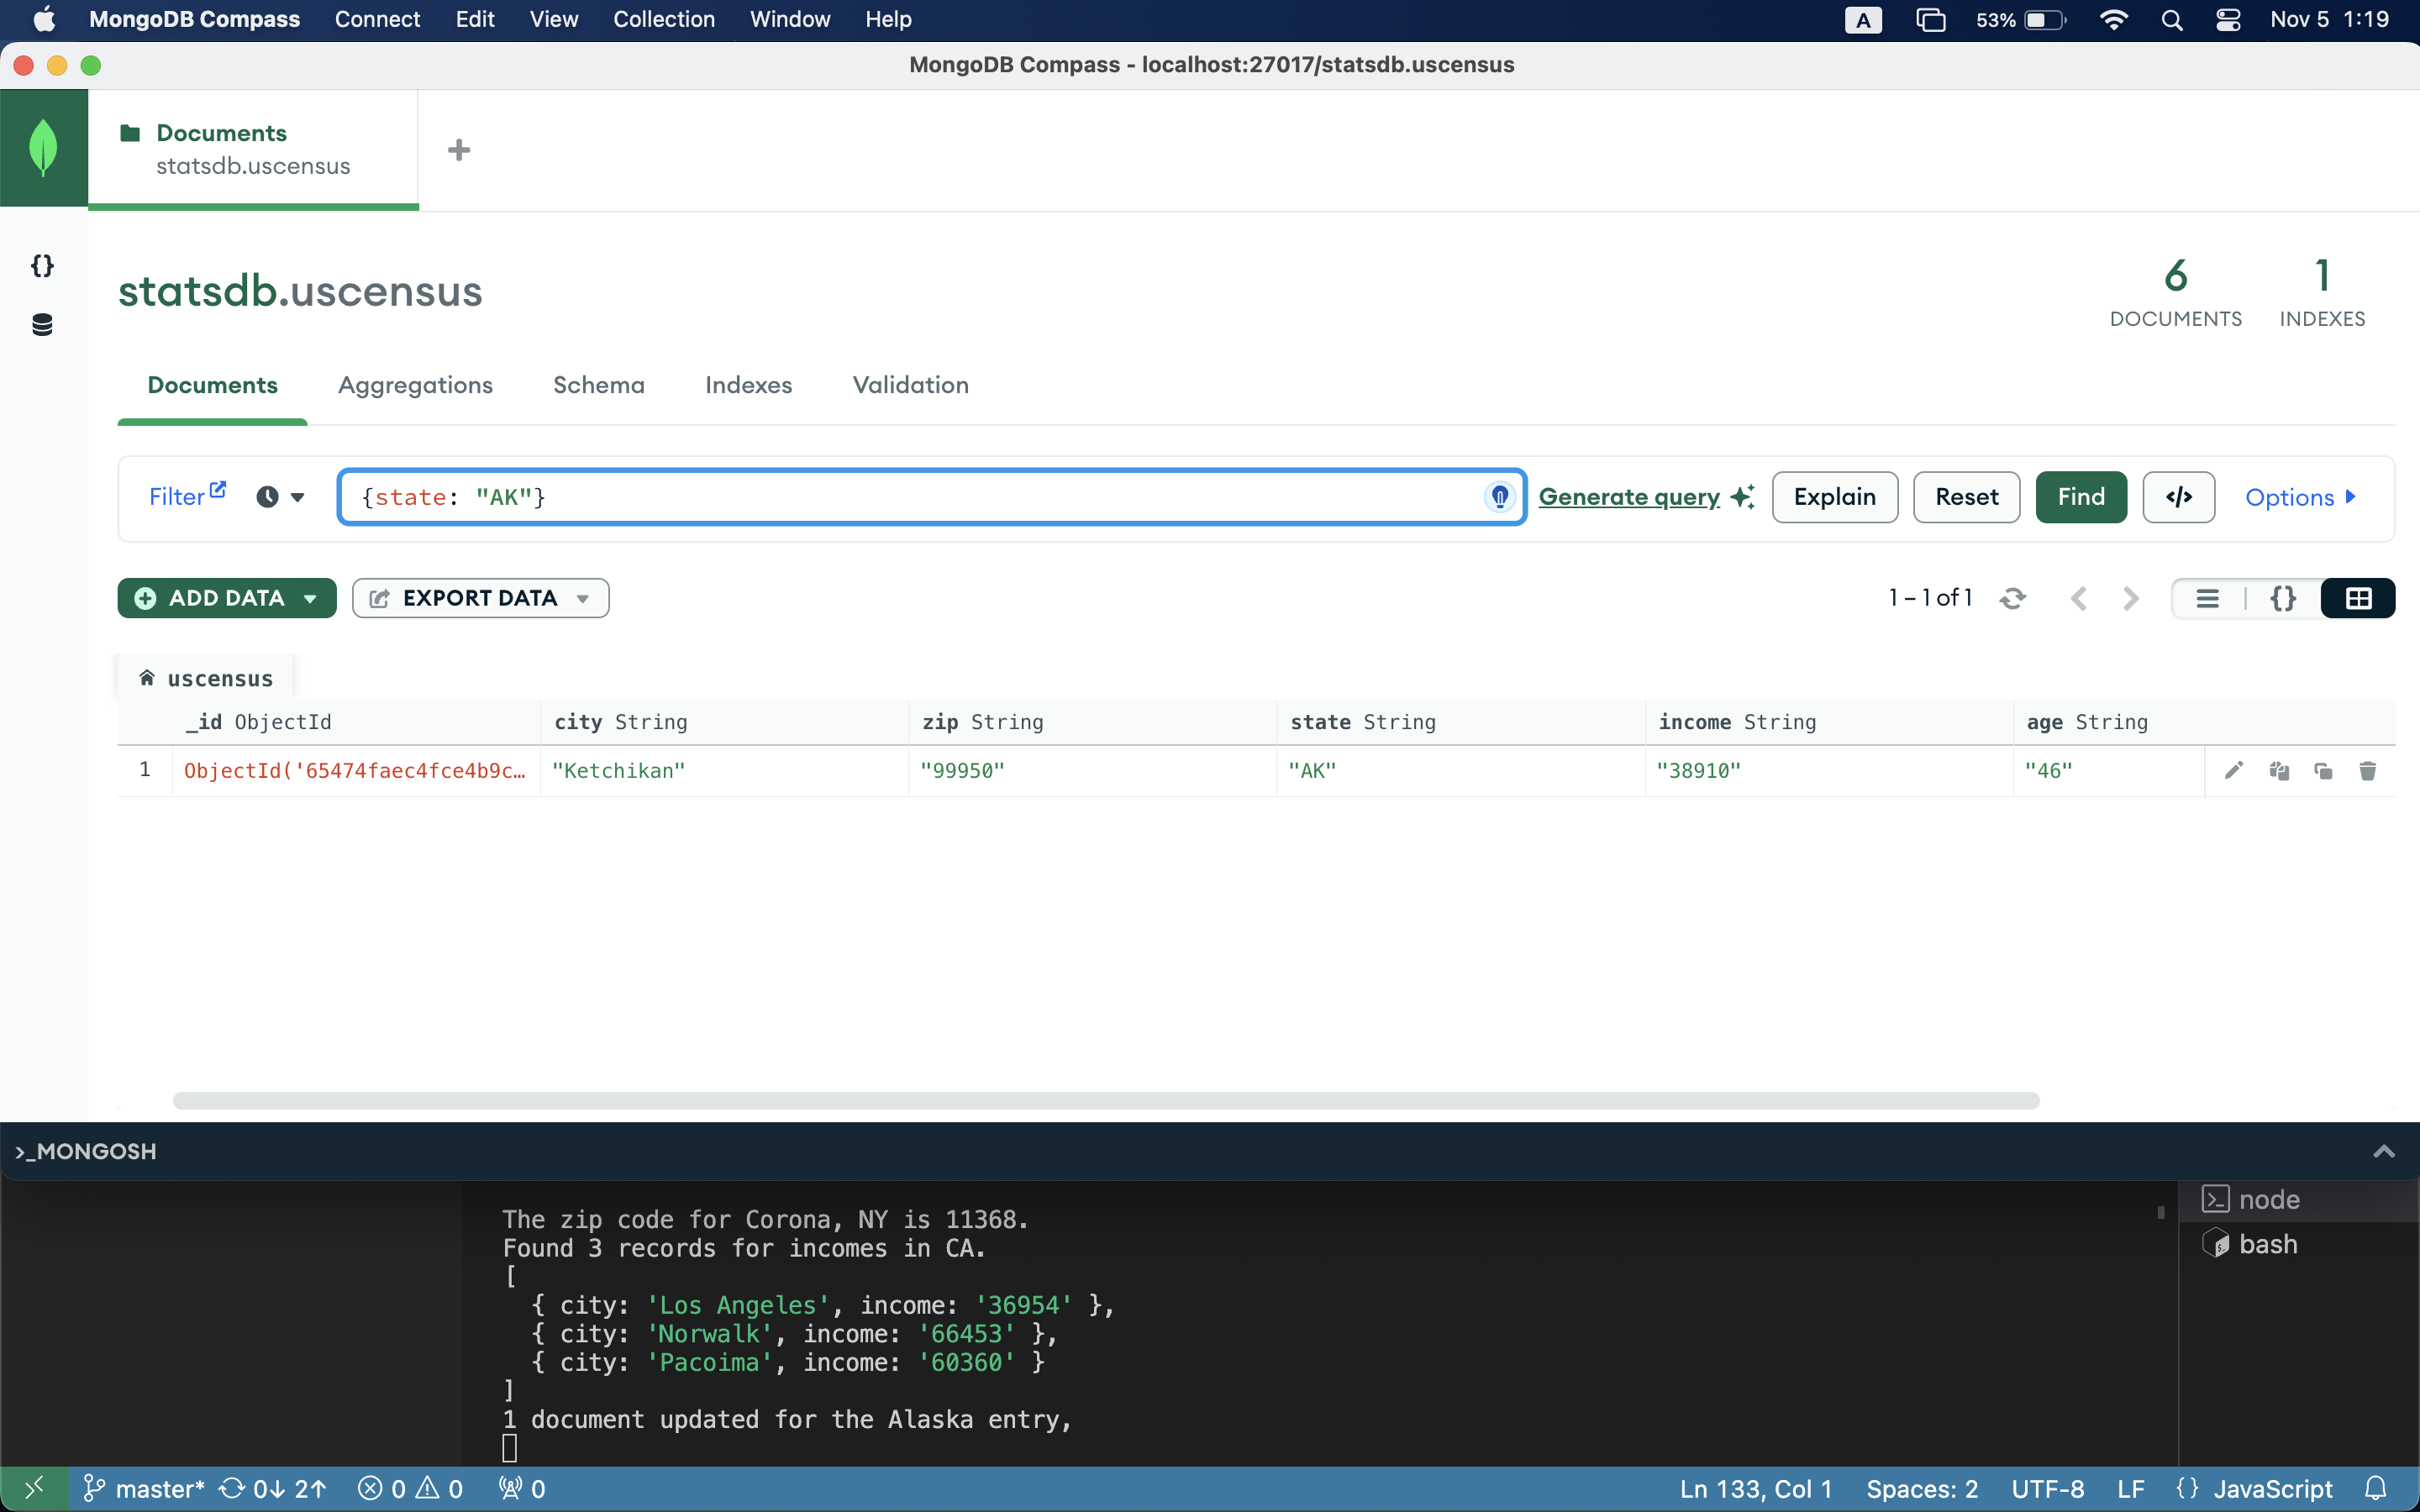 MongoDB Compass Connect Edit View Collection Window Help A 53% Nov 5 1:19
MongoDB Compass - localhost:27017/statsdb.uscensus
Documents
statsdb.uscensus
statsdb.uscensus
6 1
DOCUMENTS INDEXES
Documents Aggregations Schema Indexes Validation
Filter {state: "AK"} Generate query Explain Reset Find </> Options
ADD DATA EXPORT DATA 1 – 1 of 1 {}
uscensus
_id ObjectId city String zip String state String income String age String
1 ObjectId('65474faec4fce4b9c… "Ketchikan" "99950" "AK" "38910" "46"
>_MONGOSH
The zip code for Corona, NY is 11368.
Found 3 records for incomes in CA.
[
{ city: 'Los Angeles', income: '36954' },
{ city: 'Norwalk', income: '66453' },
{ city: 'Pacoima', income: '60360' }
]
1 document updated for the Alaska entry,
node
bash
master* 0↓ 2↑ 0 0 0 Ln 133, Col 1 Spaces: 2 UTF-8 LF {} JavaScript